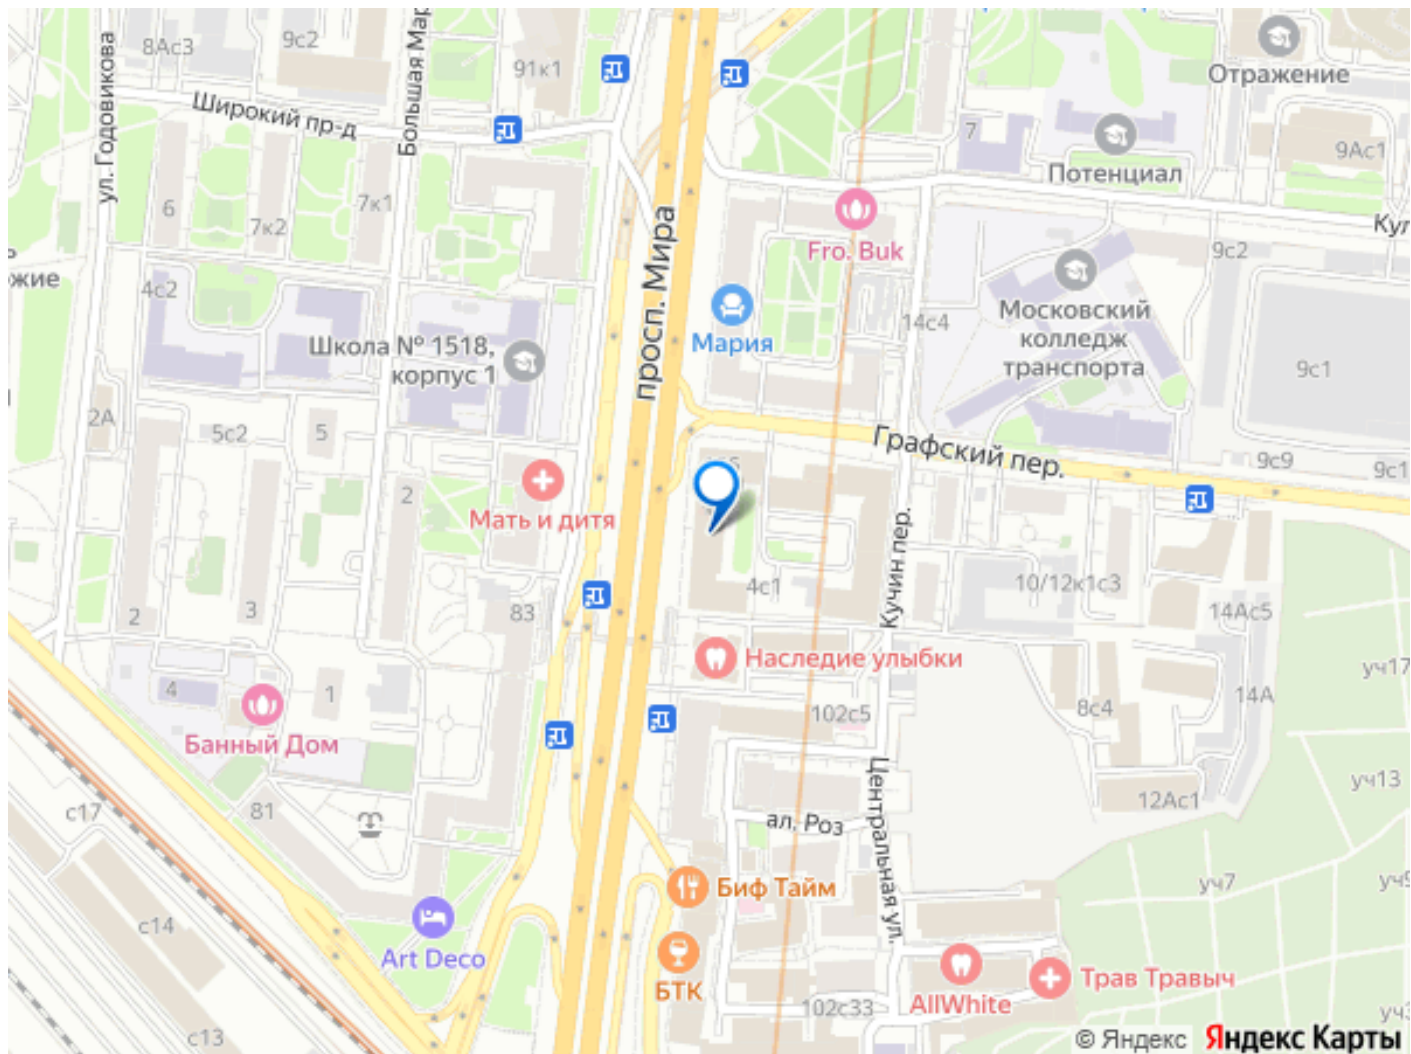 8Ас3
9с2
91к1
Отражение
ул. Годовикова
Широкий пр-д
Большая Мар
7
Потенциал
9Ас1
6
7к2
7к1
просп. Мира
Fro. Buk
Кул
9с2
жие
4с2
Московский
колледж
транспорта
14с4
Мария
Школа № 1518,
корпус 1
9с1
2А
5с2
5
Графский пер.
9с9
9с1
2
Мать и дитя
Кучин пер.
4с1
10/12к1с3
14Ас5
2
3
83
Наследие улыбки
уч17
4
1
14А
8с4
102с5
Банный Дом
Центральная ул.
уч13
12Ас1
с17
81
ал. Роз
Биф Тайм
уч7
с14
Art Deco
БТК
AllWhite
Трав Травыч
102с33
с13
© Яндекс Яндекс Карты